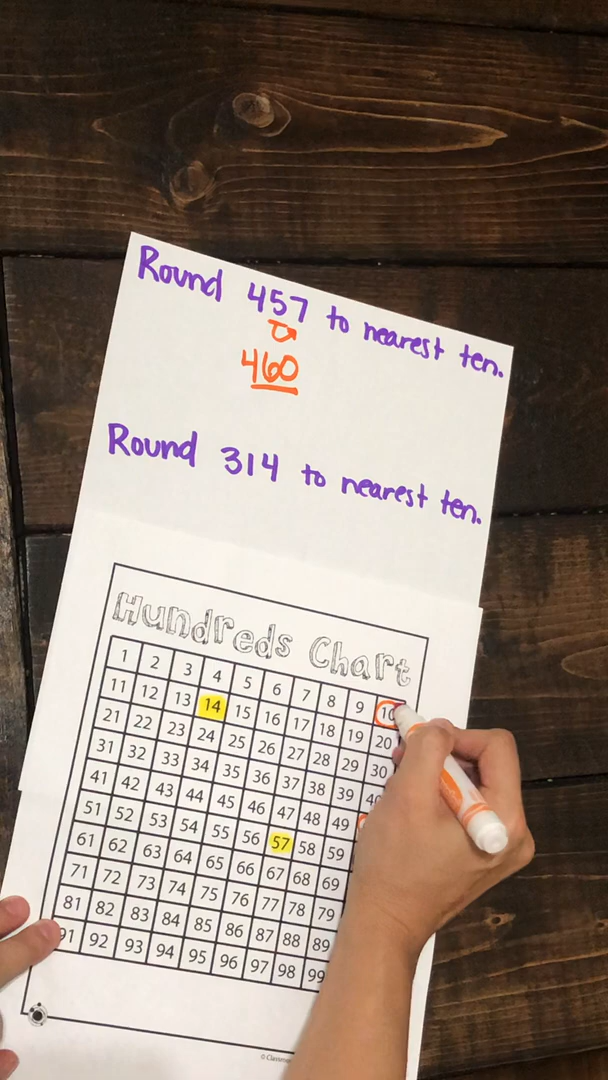 Round 457 to nearest ten.
460
Round 314 to nearest ten.
Hundreds Chart
1 2 3 4 5 6 7 8 9 10
11 12 13 14 15 16 17 18 19 20
21 22 23 24 25 26 27 28 29 30
31 32 33 34 35 36 37 38 39
41 42 43 44 45 46 47 48 49
51 52 53 54 55 56 57 58 59
61 62 63 64 65 66 67 68 69
71 72 73 74 75 76 77 78 79
81 82 83 84 85 86 87 88 89
91 92 93 94 95 96 97 98 99